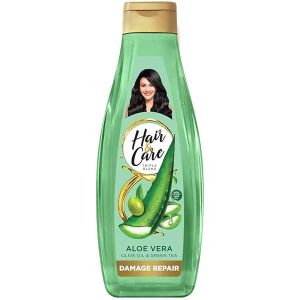 Hair
& Care
TRIPLE
BLEND
ALOE VERA
OLIVE OIL & GREEN TEA
DAMAGE REPAIR